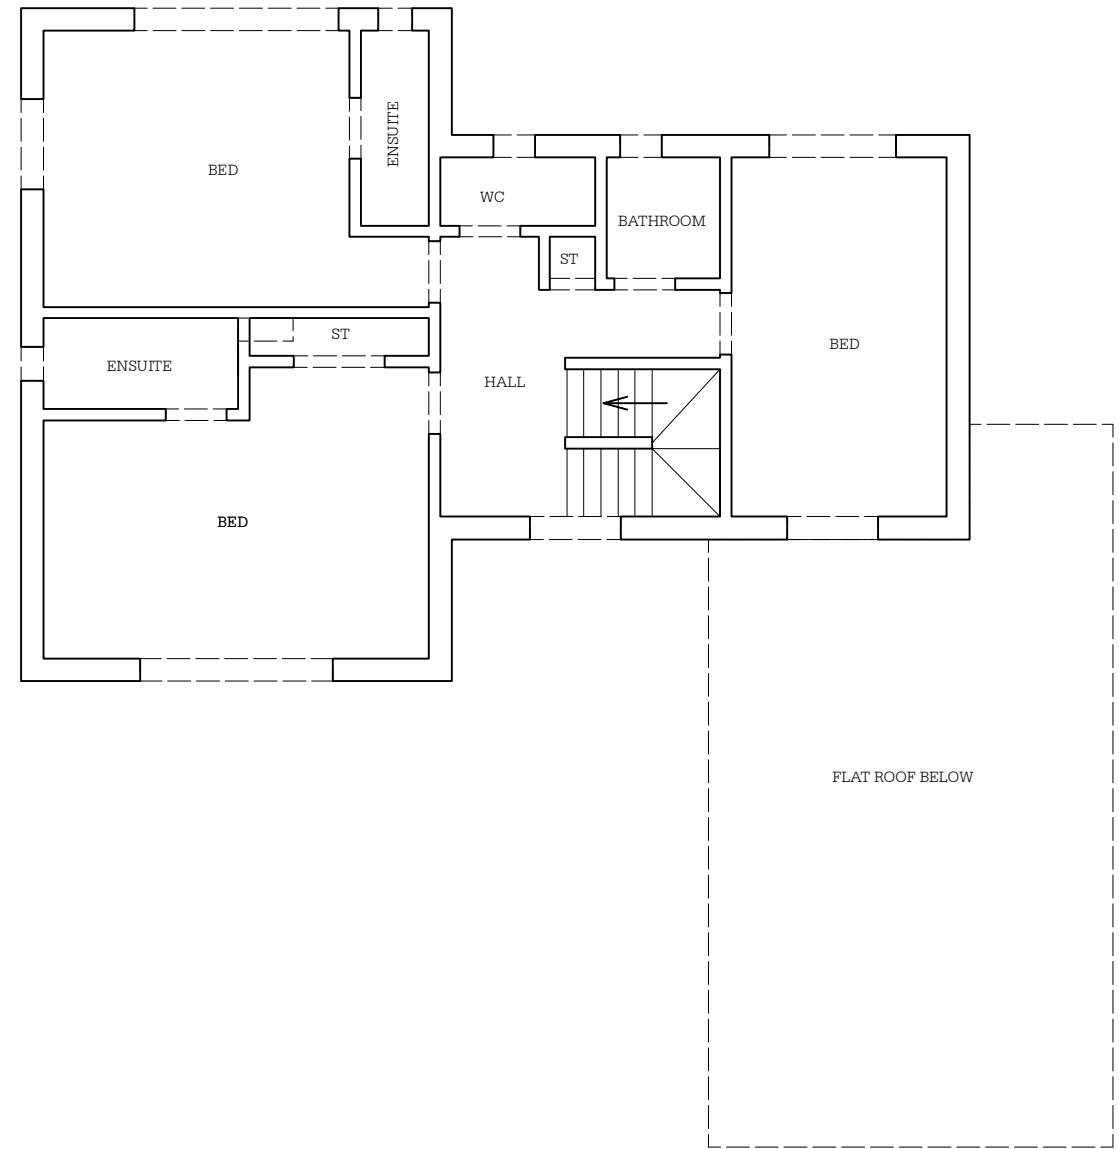 BED
ENSUITE
WC
BATHROOM
ST
ST
BED
ENSUITE
HALL
BED
FLAT ROOF BELOW